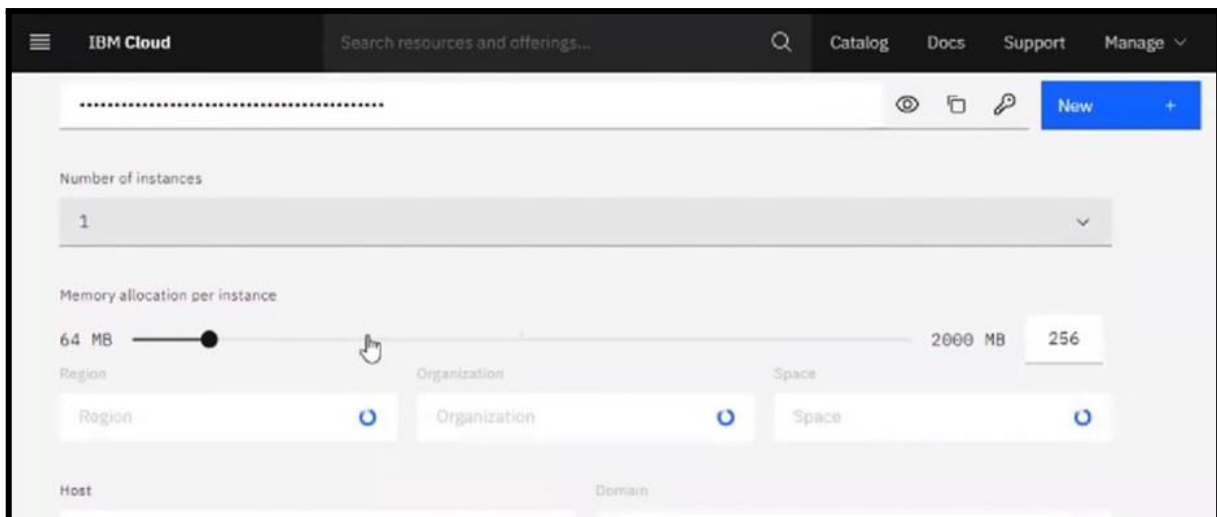 IBM Cloud Search resources and offerings... Catalog Docs Support Manage
•••••••••••••••••••••••••••••••••••••••••••• New +
Number of instances
1
Memory allocation per instance
64 MB 2000 MB 256
Region Organization Space
Region Organization Space
Host Domain